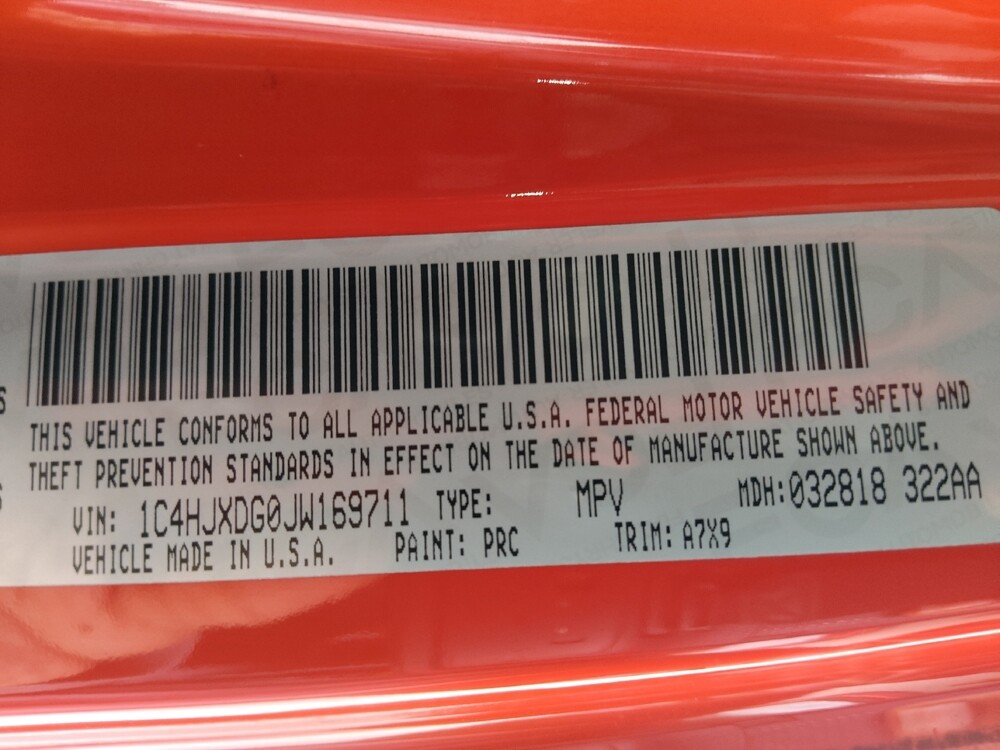 THIS VEHICLE CONFORMS TO ALL APPLICABLE U.S.A. FEDERAL MOTOR VEHICLE SAFETY AND
THEFT PREVENTION STANDARDS IN EFFECT ON THE DATE OF MANUFACTURE SHOWN ABOVE.
VIN: 1C4HJXDG0JW169711 TYPE: MPV MDH:032818 322AA
VEHICLE MADE IN U.S.A. PAINT: PRC TRIM: A7X9